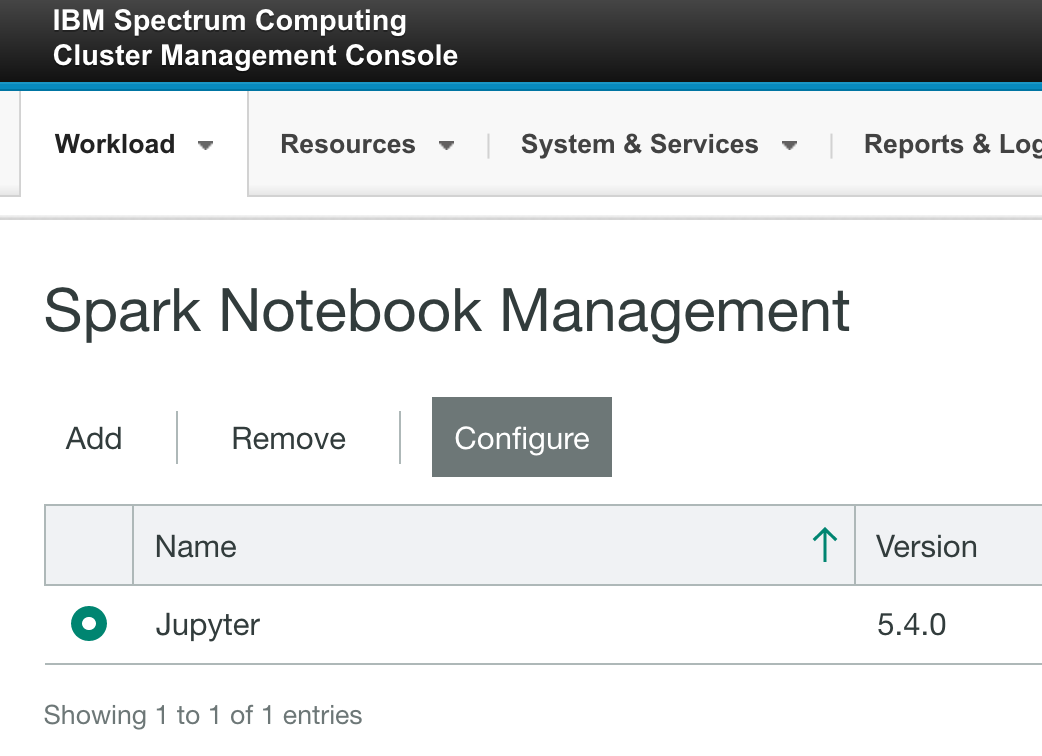 IBM Spectrum Computing
Cluster Management Console
Workload Resources System & Services Reports & Log
Spark Notebook Management
Add Remove Configure
Name Version
Jupyter 5.4.0
Showing 1 to 1 of 1 entries